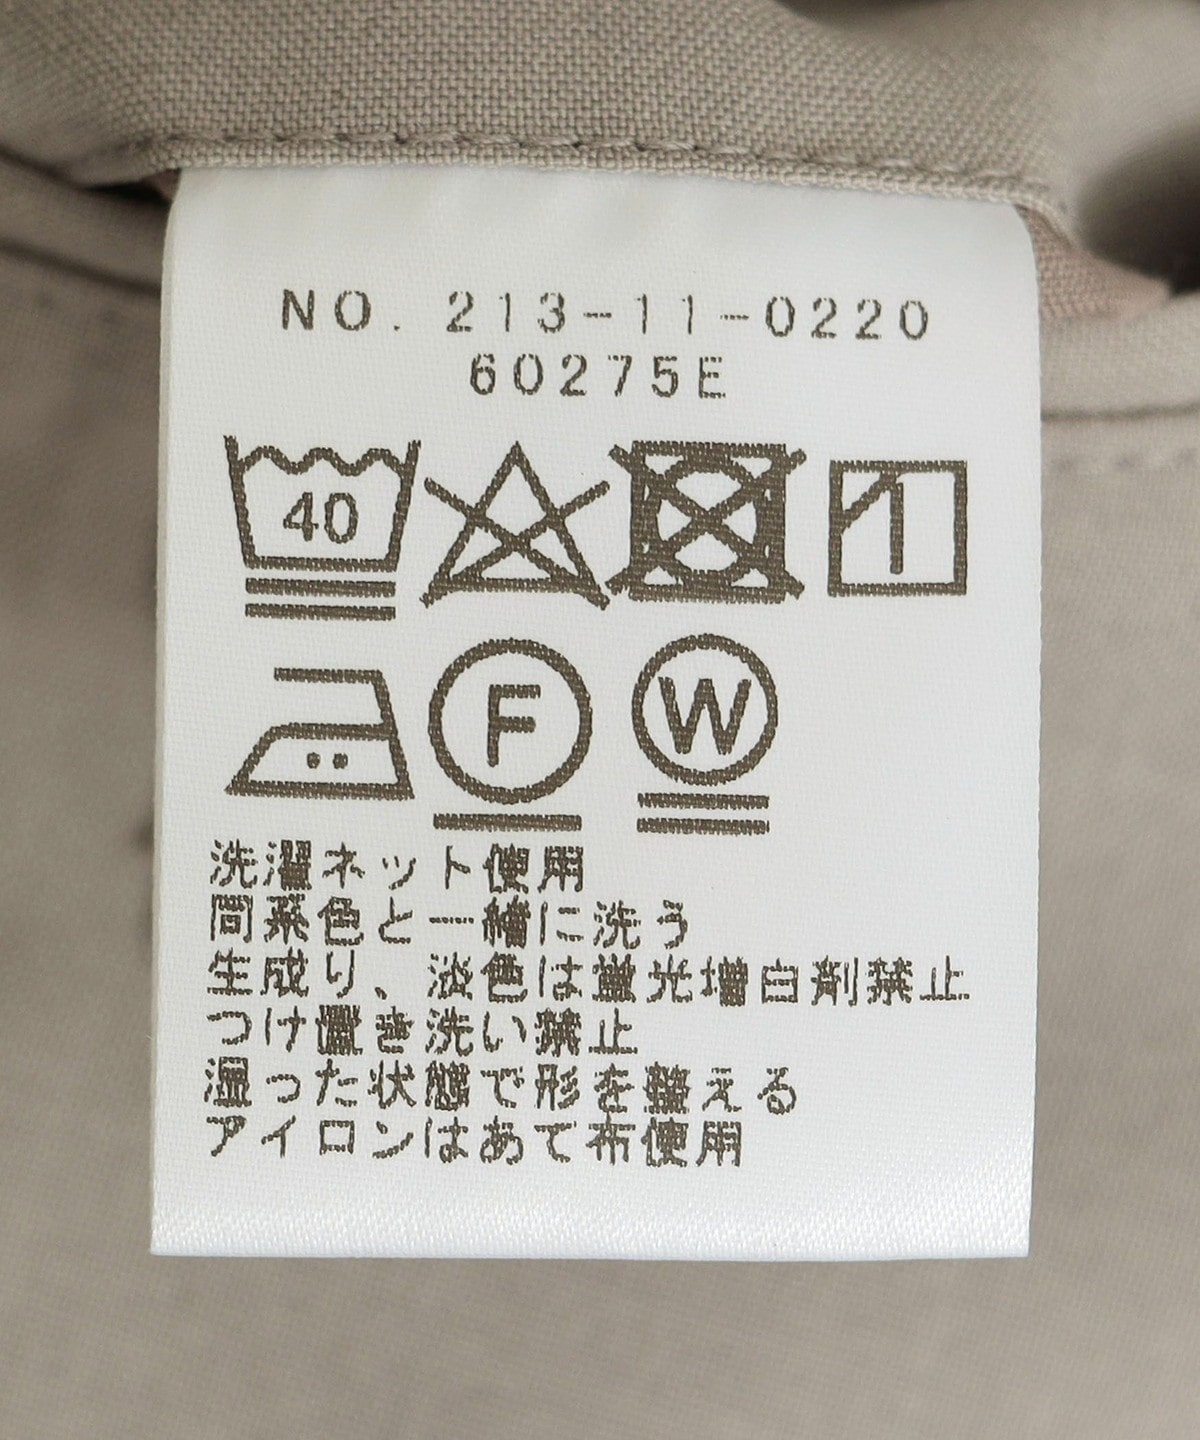 NO. 213-11-0220
60275E
40
F W
洗濯ネット使用
同系色と一緒に洗う
生成り、淡色は蛍光増白剤禁止
つけ置き洗い禁止
湿った状態で形を整える
アイロンはあて布使用